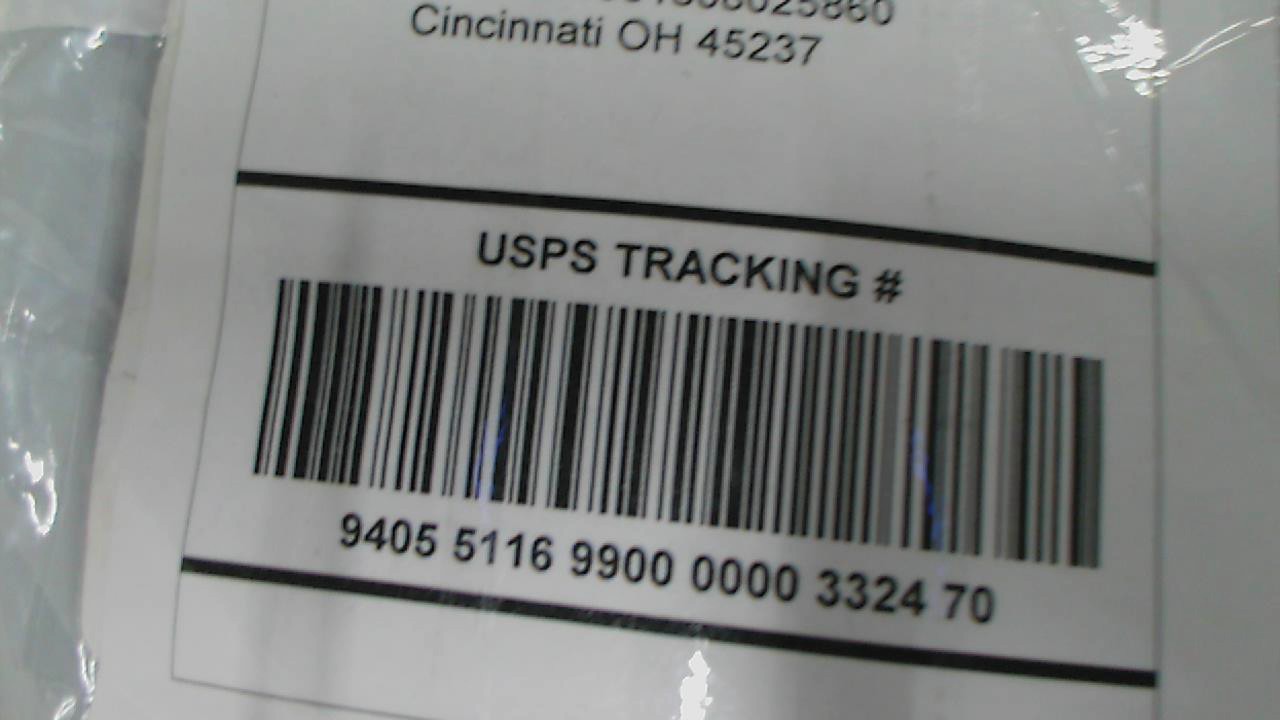 Cincinnati OH 45237
USPS TRACKING #
9405 5116 9900 0000 3324 70